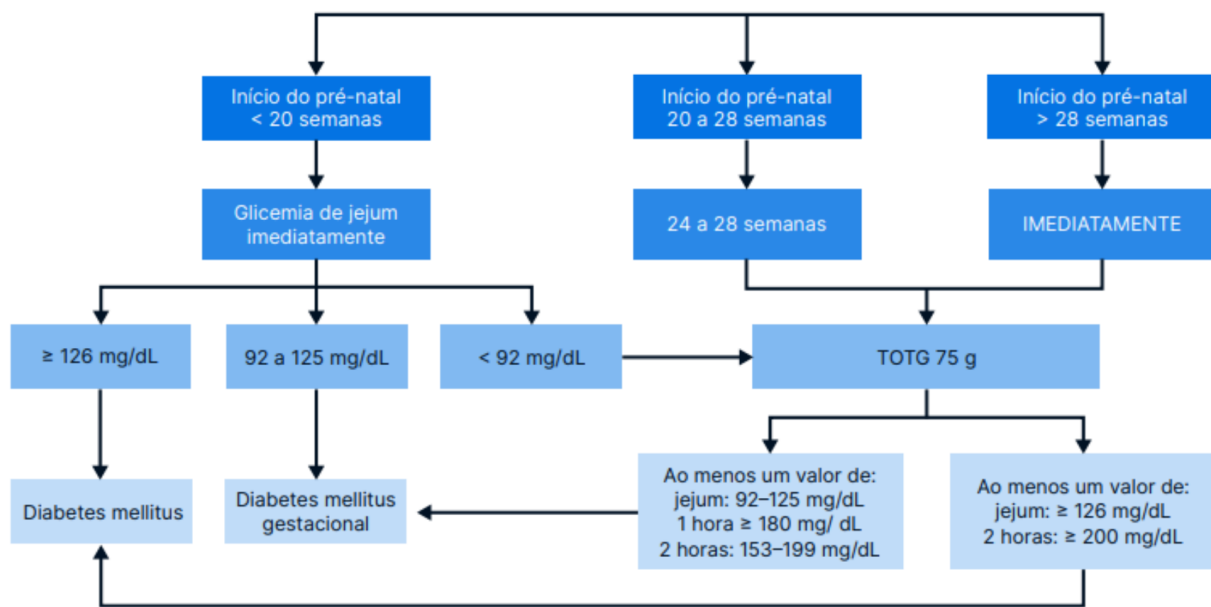 Início do pré-natal
< 20 semanas
Início do pré-natal
20 a 28 semanas
Início do pré-natal
> 28 semanas
Glicemia de jejum
imediatamente
24 a 28 semanas
IMEDIATAMENTE
≥ 126 mg/dL
92 a 125 mg/dL
< 92 mg/dL
TOTG 75 g
Diabetes mellitus
Diabetes mellitus
gestacional
Ao menos um valor de:
jejum: 92–125 mg/dL
1 hora ≥ 180 mg/ dL
2 horas: 153–199 mg/dL
Ao menos um valor de:
jejum: ≥ 126 mg/dL
2 horas: ≥ 200 mg/dL